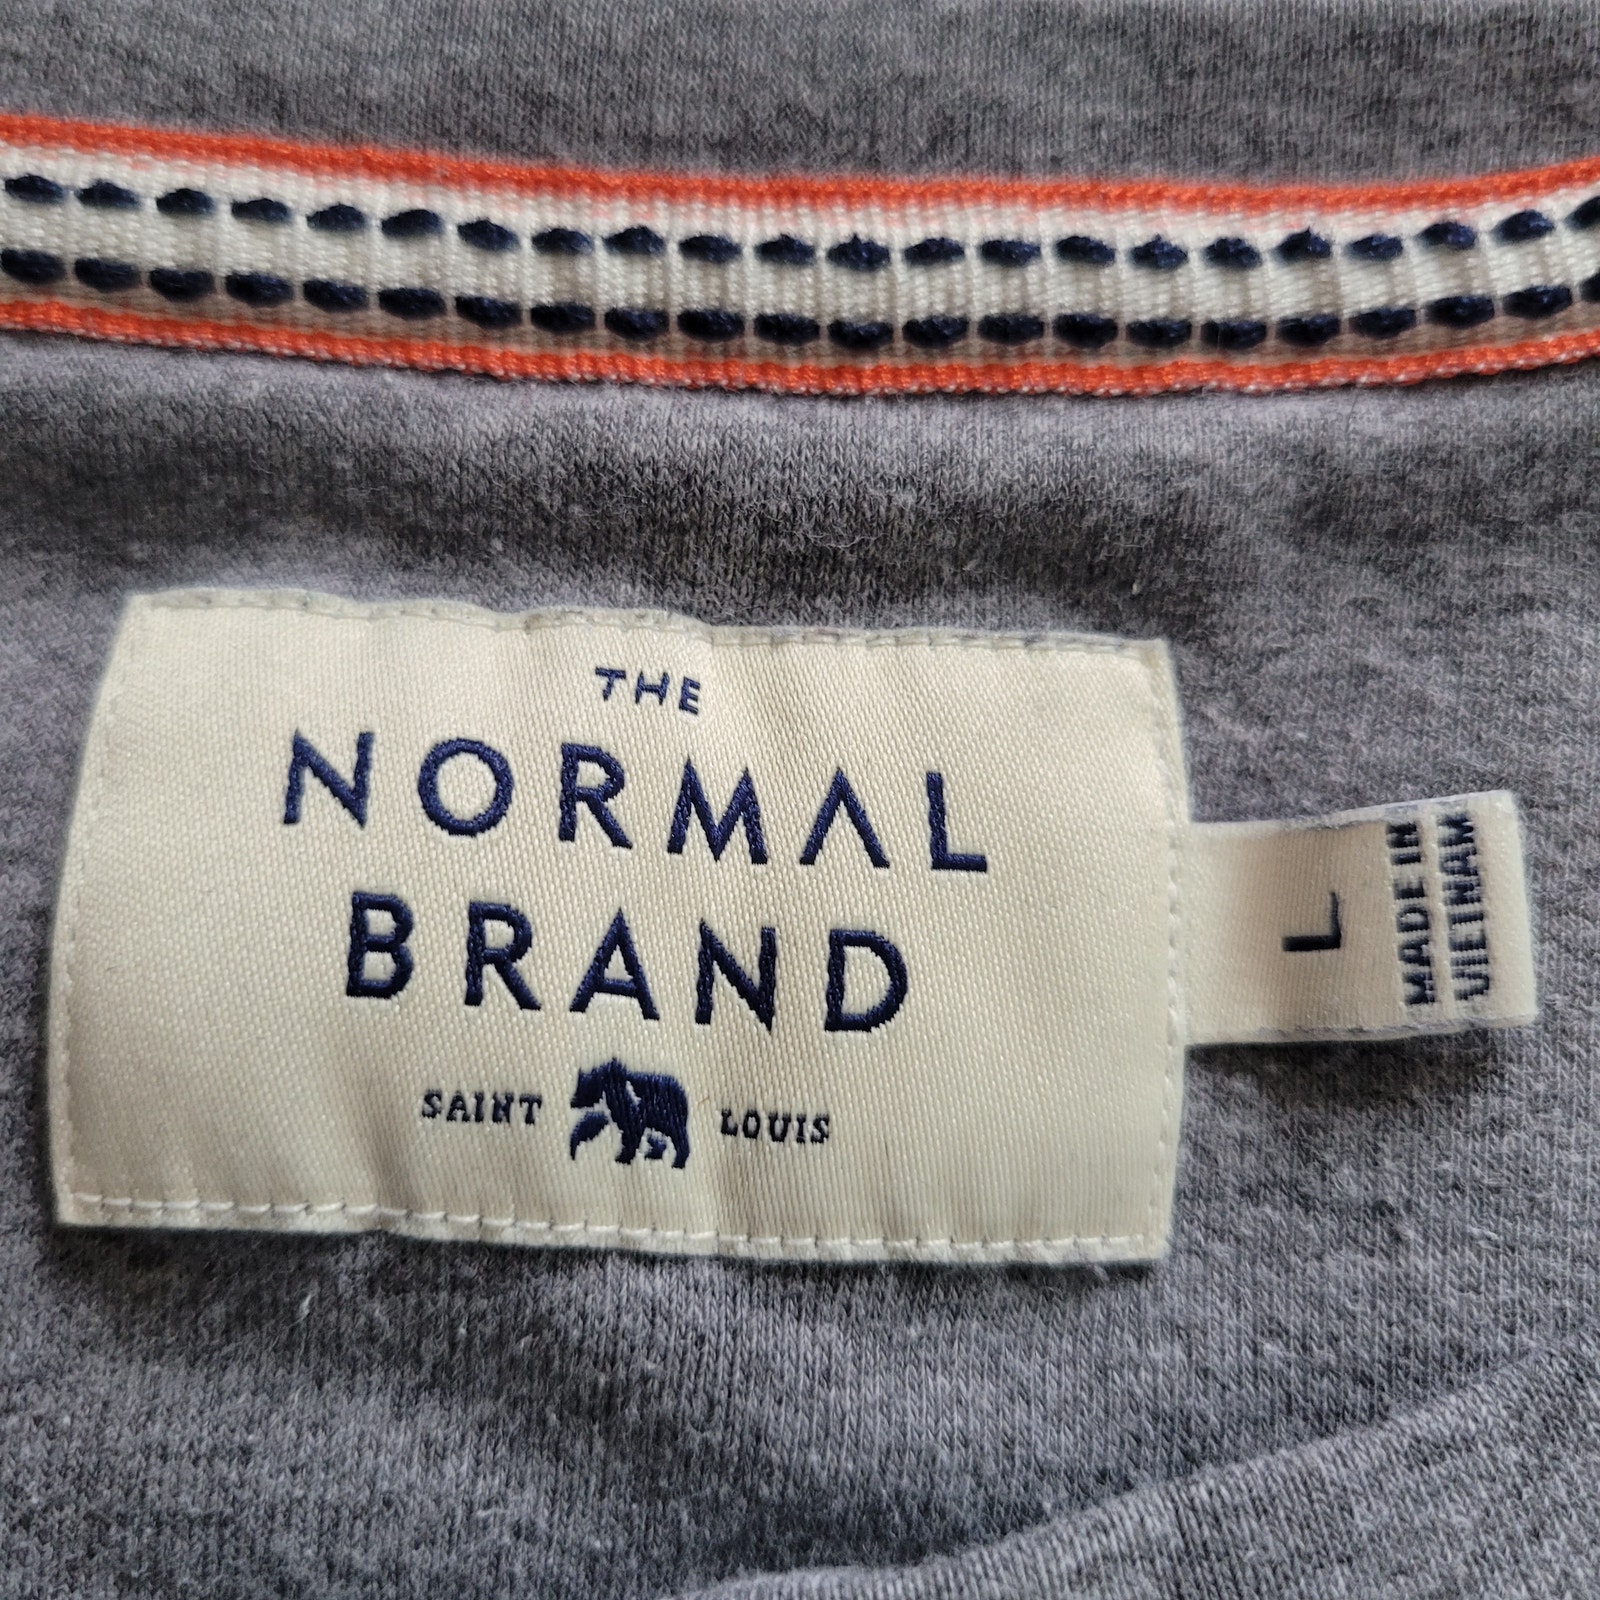 THE
NORMAL
BRAND
SAINT LOUIS
L
MADE IN
VIETNAM